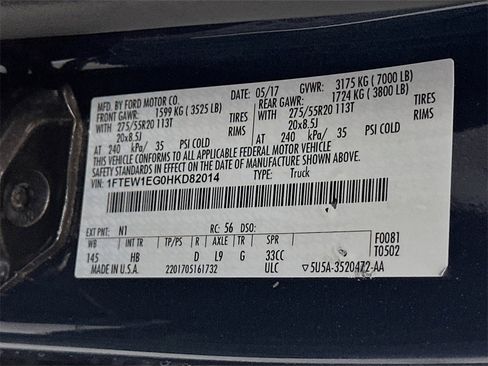 MFD. BY FORD MOTOR CO. DATE: 05/17 GVWR: 3175 KG ( 7000 LB)
FRONT GAWR: 1599 KG ( 3525 LB) REAR GAWR: 1724 KG ( 3800 LB)
WITH 275/55R20 113T TIRES WITH 275/55R20 113T TIRES
20x8.5J RIMS 20x8.5J RIMS
AT 240 kPa/ 35 PSI COLD AT 240 kPa/ 35 PSI COLD
THIS VEHICLE CONFORMS TO ALL APPLICABLE FEDERAL MOTOR VEHICLE
SAFETY STANDARDS IN EFFECT ON THE DATE OF MANUFACTURE SHOWN ABOVE.
VIN: 1FTEW1EG0HKD82014 TYPE: Truck
EXT PNT: N1 RC: 56 DSO: F0081
WB INT TR TP/PS R AXLE TR SPR T0502
145 HB D L9 G 33CC
MADE IN U.S.A. 2201705161732 ULC ▽5U5A-3520472-AA